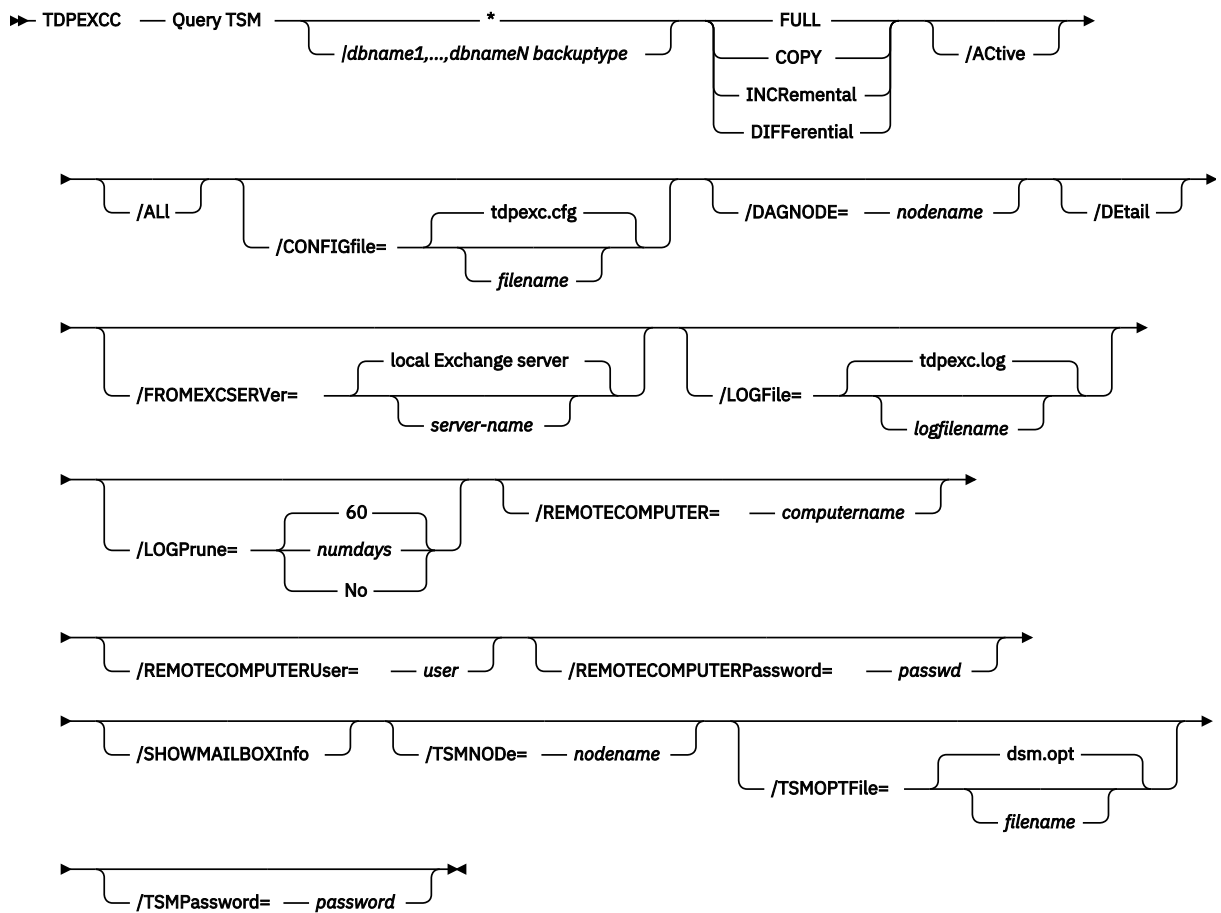 TDPEXCC Query TSM * FULL
|dbname1,...,dbnameN backuptype COPY /ACtive
INCRemental
DIFFerential
/ALl tdpexc.cfg /DAGNODE= nodename /DEtail
/CONFIGfile=
filename
local Exchange server tdpexc.log
/FROMEXCSERVer= /LOGFile=
server-name logfilename
60 /REMOTECOMPUTER= computername
/LOGPrune= numdays
No
/REMOTECOMPUTERUser= user /REMOTECOMPUTERPassword= passwd
/SHOWMAILBOXInfo /TSMNODe= nodename dsm.opt
/TSMOPTFile=
filename
/TSMPassword= password